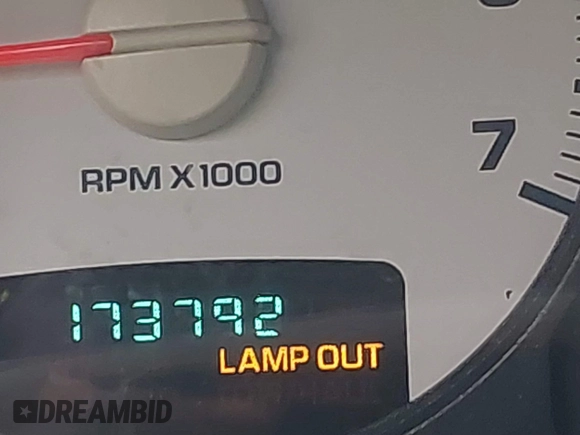 7
RPM X1000
173792
LAMP OUT
DREAMBID